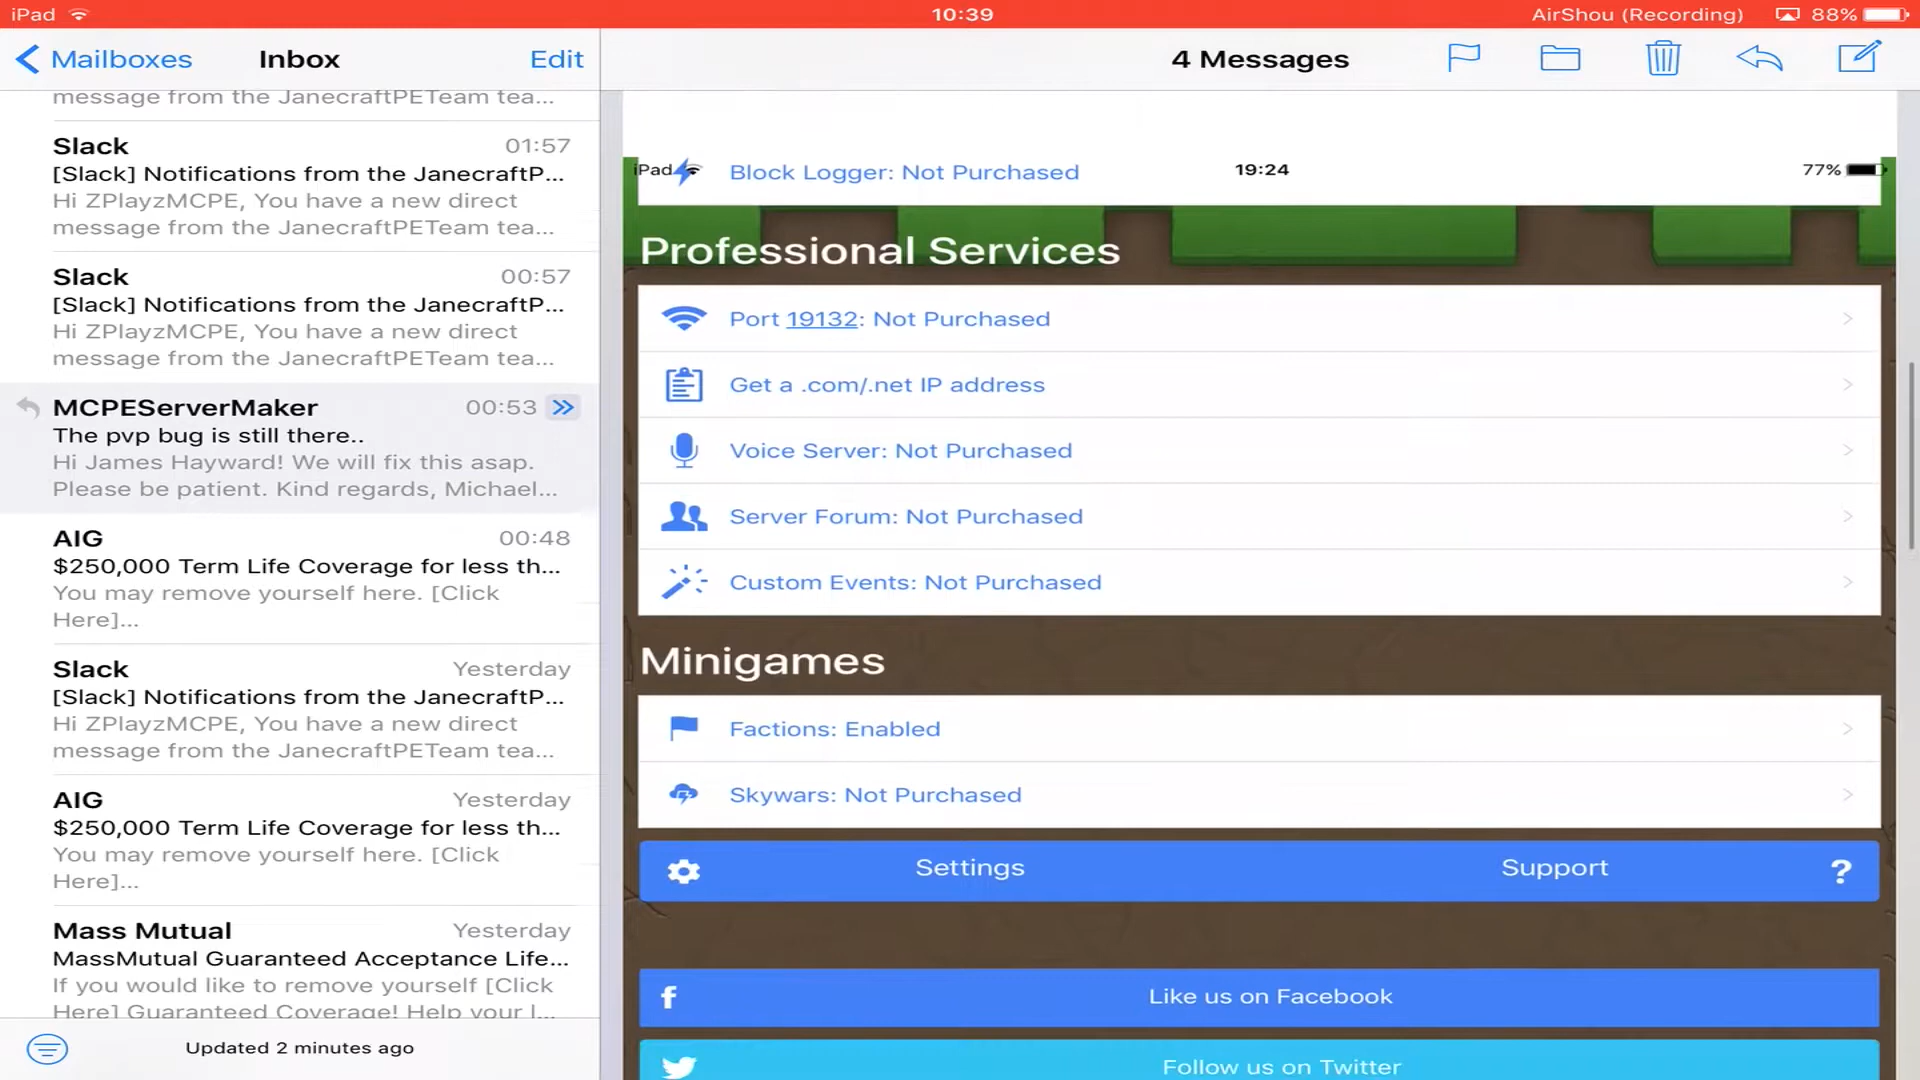 iPad
10:39
AirShou (Recording)
88%
Mailboxes
Inbox
Edit
4 Messages
message from the JanecraftPETeam tea...
Slack
01:57
[Slack] Notifications from the JanecraftP...
Hi ZPlayzMCPE, You have a new direct
message from the JanecraftPETeam tea...
Slack
00:57
[Slack] Notifications from the JanecraftP...
Hi ZPlayzMCPE, You have a new direct
message from the JanecraftPETeam tea...
MCPEServerMaker
00:53
The pvp bug is still there..
Hi James Hayward! We will fix this asap.
Please be patient. Kind regards, Michael...
AIG
00:48
$250,000 Term Life Coverage for less th...
You may remove yourself here. [Click
Here]...
Slack
Yesterday
[Slack] Notifications from the JanecraftP...
Hi ZPlayzMCPE, You have a new direct
message from the JanecraftPETeam tea...
AIG
Yesterday
$250,000 Term Life Coverage for less th...
You may remove yourself here. [Click
Here]...
Mass Mutual
Yesterday
MassMutual Guaranteed Acceptance Life...
If you would like to remove yourself [Click
Here] Guaranteed Coverage! Help your l...
Updated 2 minutes ago
iPad
19:24
77%
Block Logger: Not Purchased
Professional Services
Port 19132: Not Purchased
Get a .com/.net IP address
Voice Server: Not Purchased
Server Forum: Not Purchased
Custom Events: Not Purchased
Minigames
Factions: Enabled
Skywars: Not Purchased
Settings
Support
?
Like us on Facebook
Follow us on Twitter